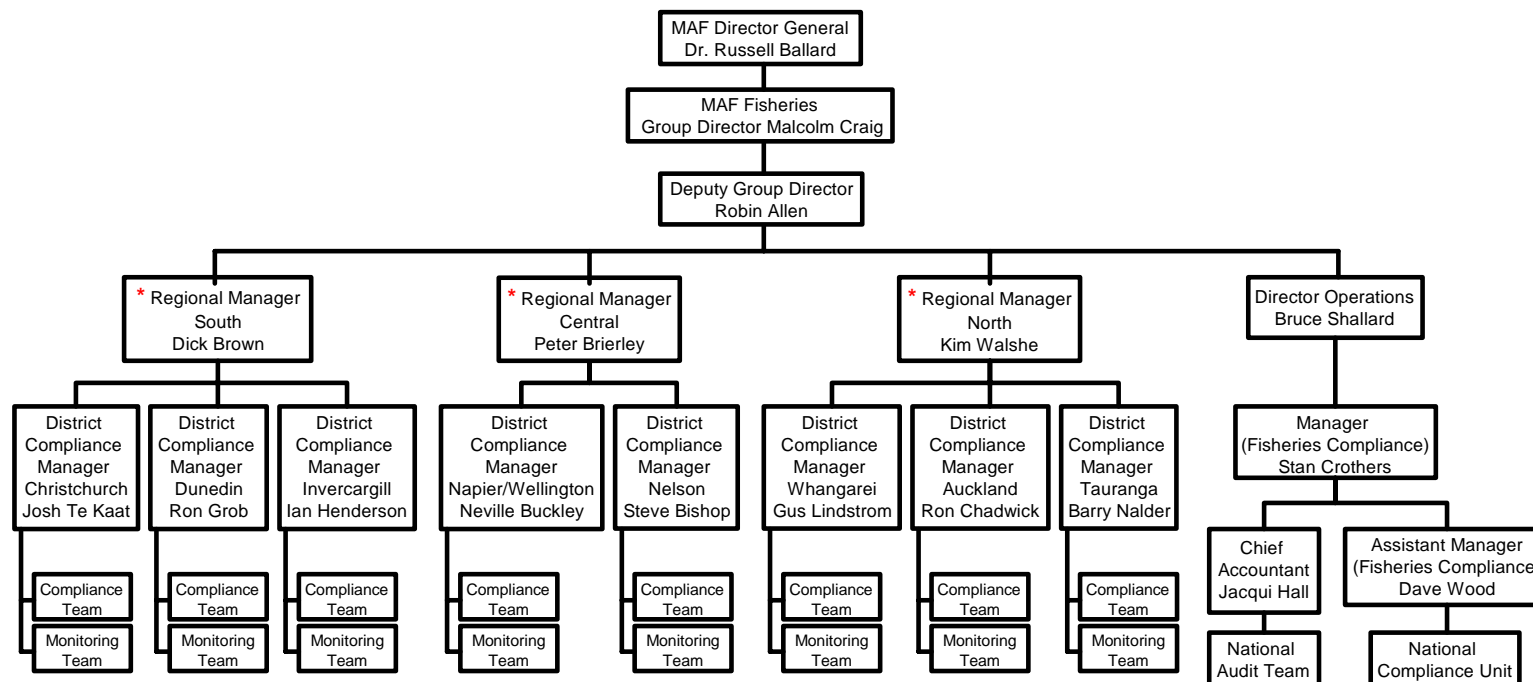 MAF Director General
Dr. Russell Ballard
MAF Fisheries
Group Director Malcolm Craig
Deputy Group Director
Robin Allen
* Regional Manager
South
Dick Brown
* Regional Manager
Central
Peter Brierley
* Regional Manager
North
Kim Walshe
Director Operations
Bruce Shallard
District
Compliance
Manager
Christchurch
Josh Te Kaat
District
Compliance
Manager
Dunedin
Ron Grob
District
Compliance
Manager
Invercargill
Ian Henderson
District
Compliance
Manager
Napier/Wellington
Neville Buckley
District
Compliance
Manager
Nelson
Steve Bishop
District
Compliance
Manager
Whangarei
Gus Lindstrom
District
Compliance
Manager
Auckland
Ron Chadwick
District
Compliance
Manager
Tauranga
Barry Nalder
Manager
(Fisheries Compliance)
Stan Crothers
Chief
Accountant
Jacqui Hall
Assistant Manager
(Fisheries Compliance
Dave Wood
Compliance
Team
Monitoring
Team
Compliance
Team
Monitoring
Team
Compliance
Team
Monitoring
Team
Compliance
Team
Monitoring
Team
Compliance
Team
Monitoring
Team
Compliance
Team
Monitoring
Team
Compliance
Team
Monitoring
Team
Compliance
Team
Monitoring
Team
National
Audit Team
National
Compliance Unit